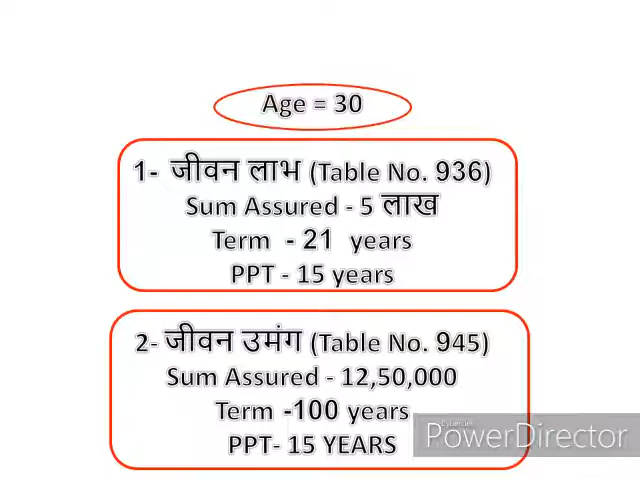 Age = 30
1- जीवन लाभ (Table No. 936)
Sum Assured - 5 लाख
Term - 21 years
PPT - 15 years
2- जीवन उमंग (Table No. 945)
Sum Assured - 12,50,000
Term -100 years
PPT- 15 YEARS
CyberLink
PowerDirector